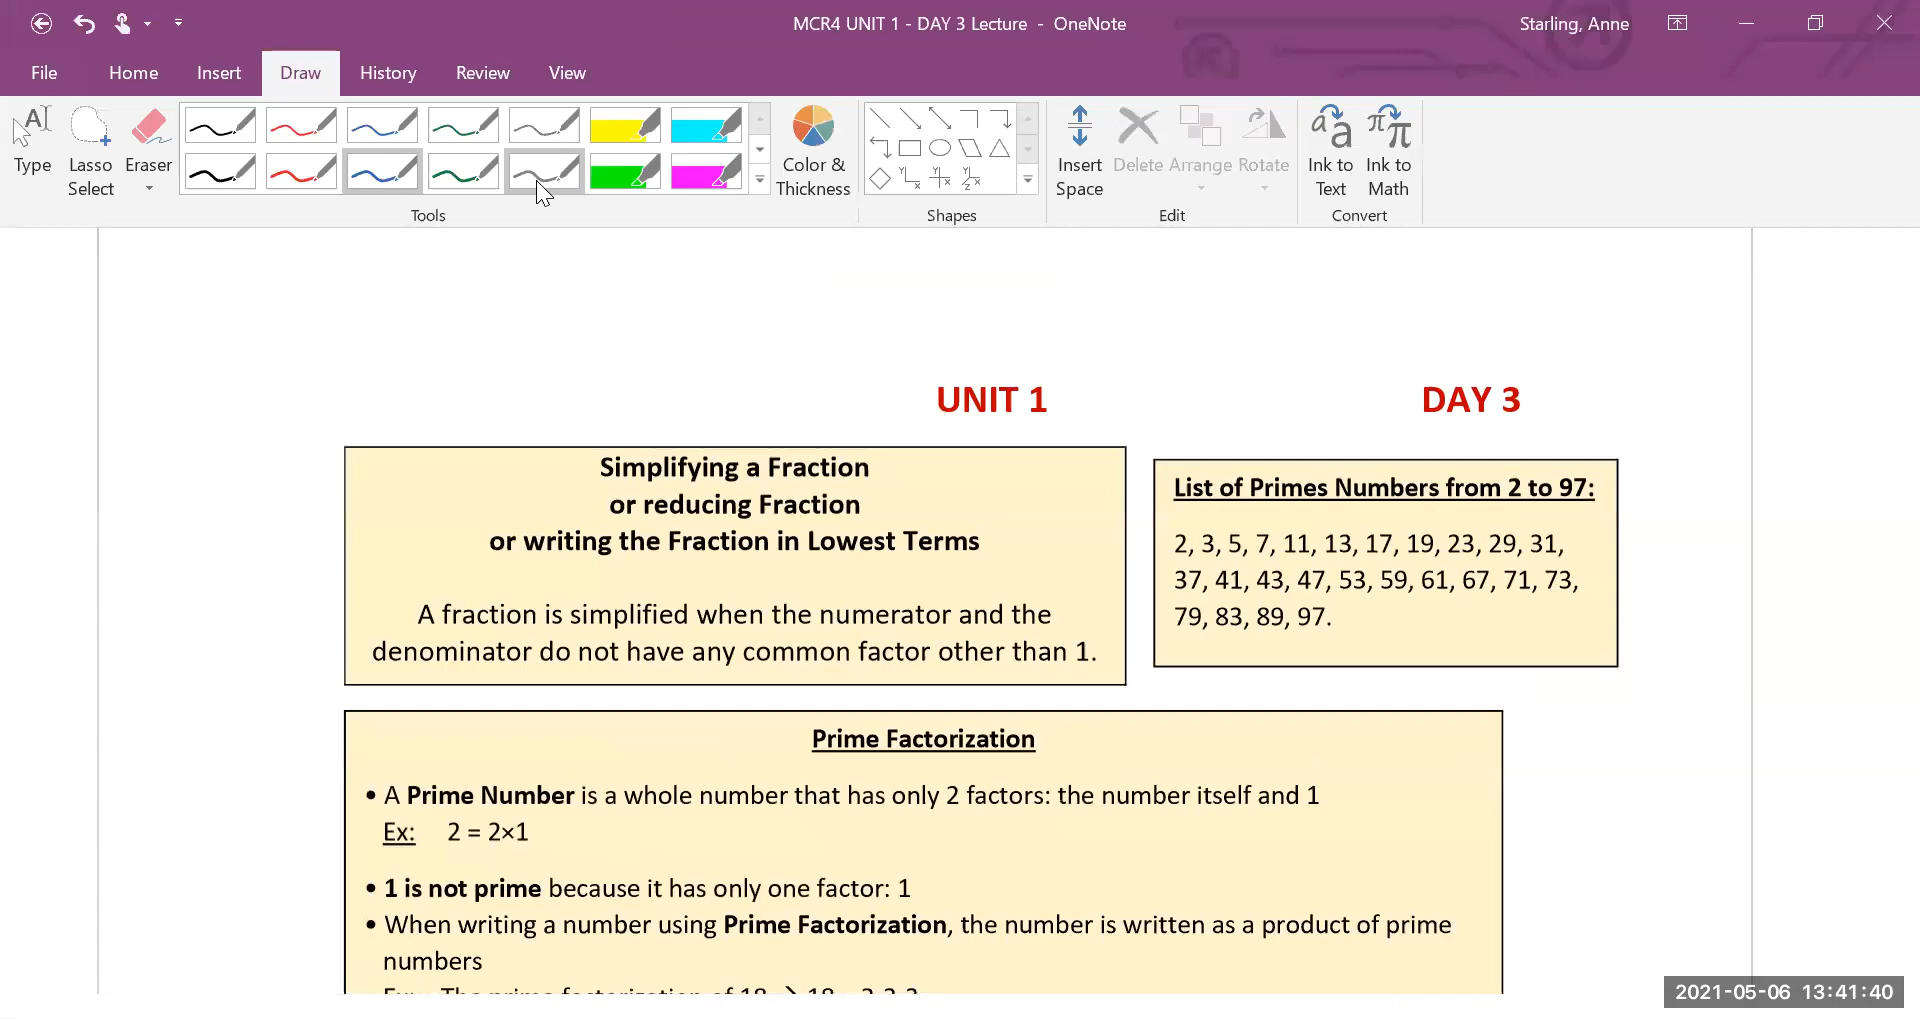 MCR4 UNIT 1 - DAY 3 Lecture - OneNote
Starling, Anne
File Home Insert Draw History Review View
Type
Lasso Select
Eraser
Color & Thickness
Insert Space
Delete
Arrange
Rotate
Ink to Text
Ink to Math
Tools
Shapes
Edit
Convert
UNIT 1
DAY 3
Simplifying a Fraction
or reducing Fraction
or writing the Fraction in Lowest Terms
A fraction is simplified when the numerator and the
denominator do not have any common factor other than 1.
List of Primes Numbers from 2 to 97:
2, 3, 5, 7, 11, 13, 17, 19, 23, 29, 31,
37, 41, 43, 47, 53, 59, 61, 67, 71, 73,
79, 83, 89, 97.
Prime Factorization
• A Prime Number is a whole number that has only 2 factors: the number itself and 1
Ex: 2 = 2×1
• 1 is not prime because it has only one factor: 1
• When writing a number using Prime Factorization, the number is written as a product of prime
numbers
Ex: The prime factorization of 18
2021-05-06 13:41:40